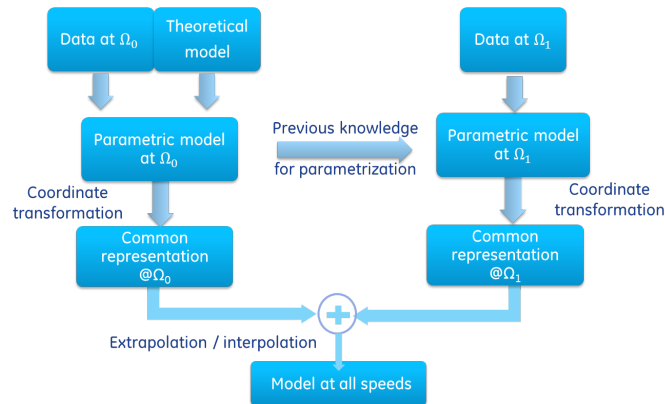 Data at Ω₀
Theoretical
model
Data at Ω₁
Parametric model
at Ω₀
Previous knowledge
for parametrization
Parametric model
at Ω₁
Coordinate
transformation
Coordinate
transformation
Common
representation
@Ω₀
Common
representation
@Ω₁
Extrapolation / interpolation
Model at all speeds